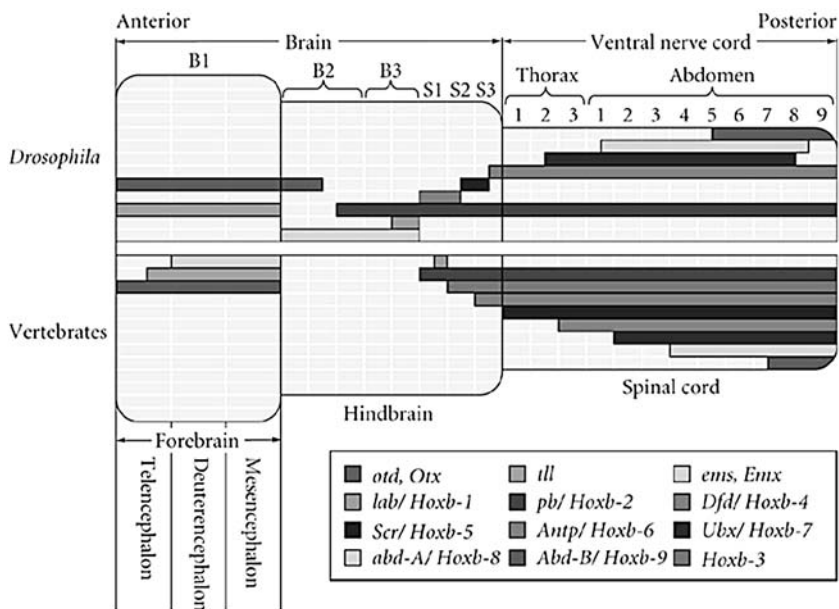 Anterior Posterior
Brain Ventral nerve cord
B1 B2 B3 S1 S2 S3 Thorax Abdomen
1 2 3 1 2 3 4 5 6 7 8 9
Drosophila
Vertebrates
Spinal cord
Hindbrain
Forebrain
Telencephalon
Deuterencephalon
Mesencephalon
otd, Otx tll ems, Emx
lab/ Hoxb-1 pb/ Hoxb-2 Dfd/ Hoxb-4
Scr/ Hoxb-5 Antp/ Hoxb-6 Ubx/ Hoxb-7
abd-A/ Hoxb-8 Abd-B/ Hoxb-9 Hoxb-3